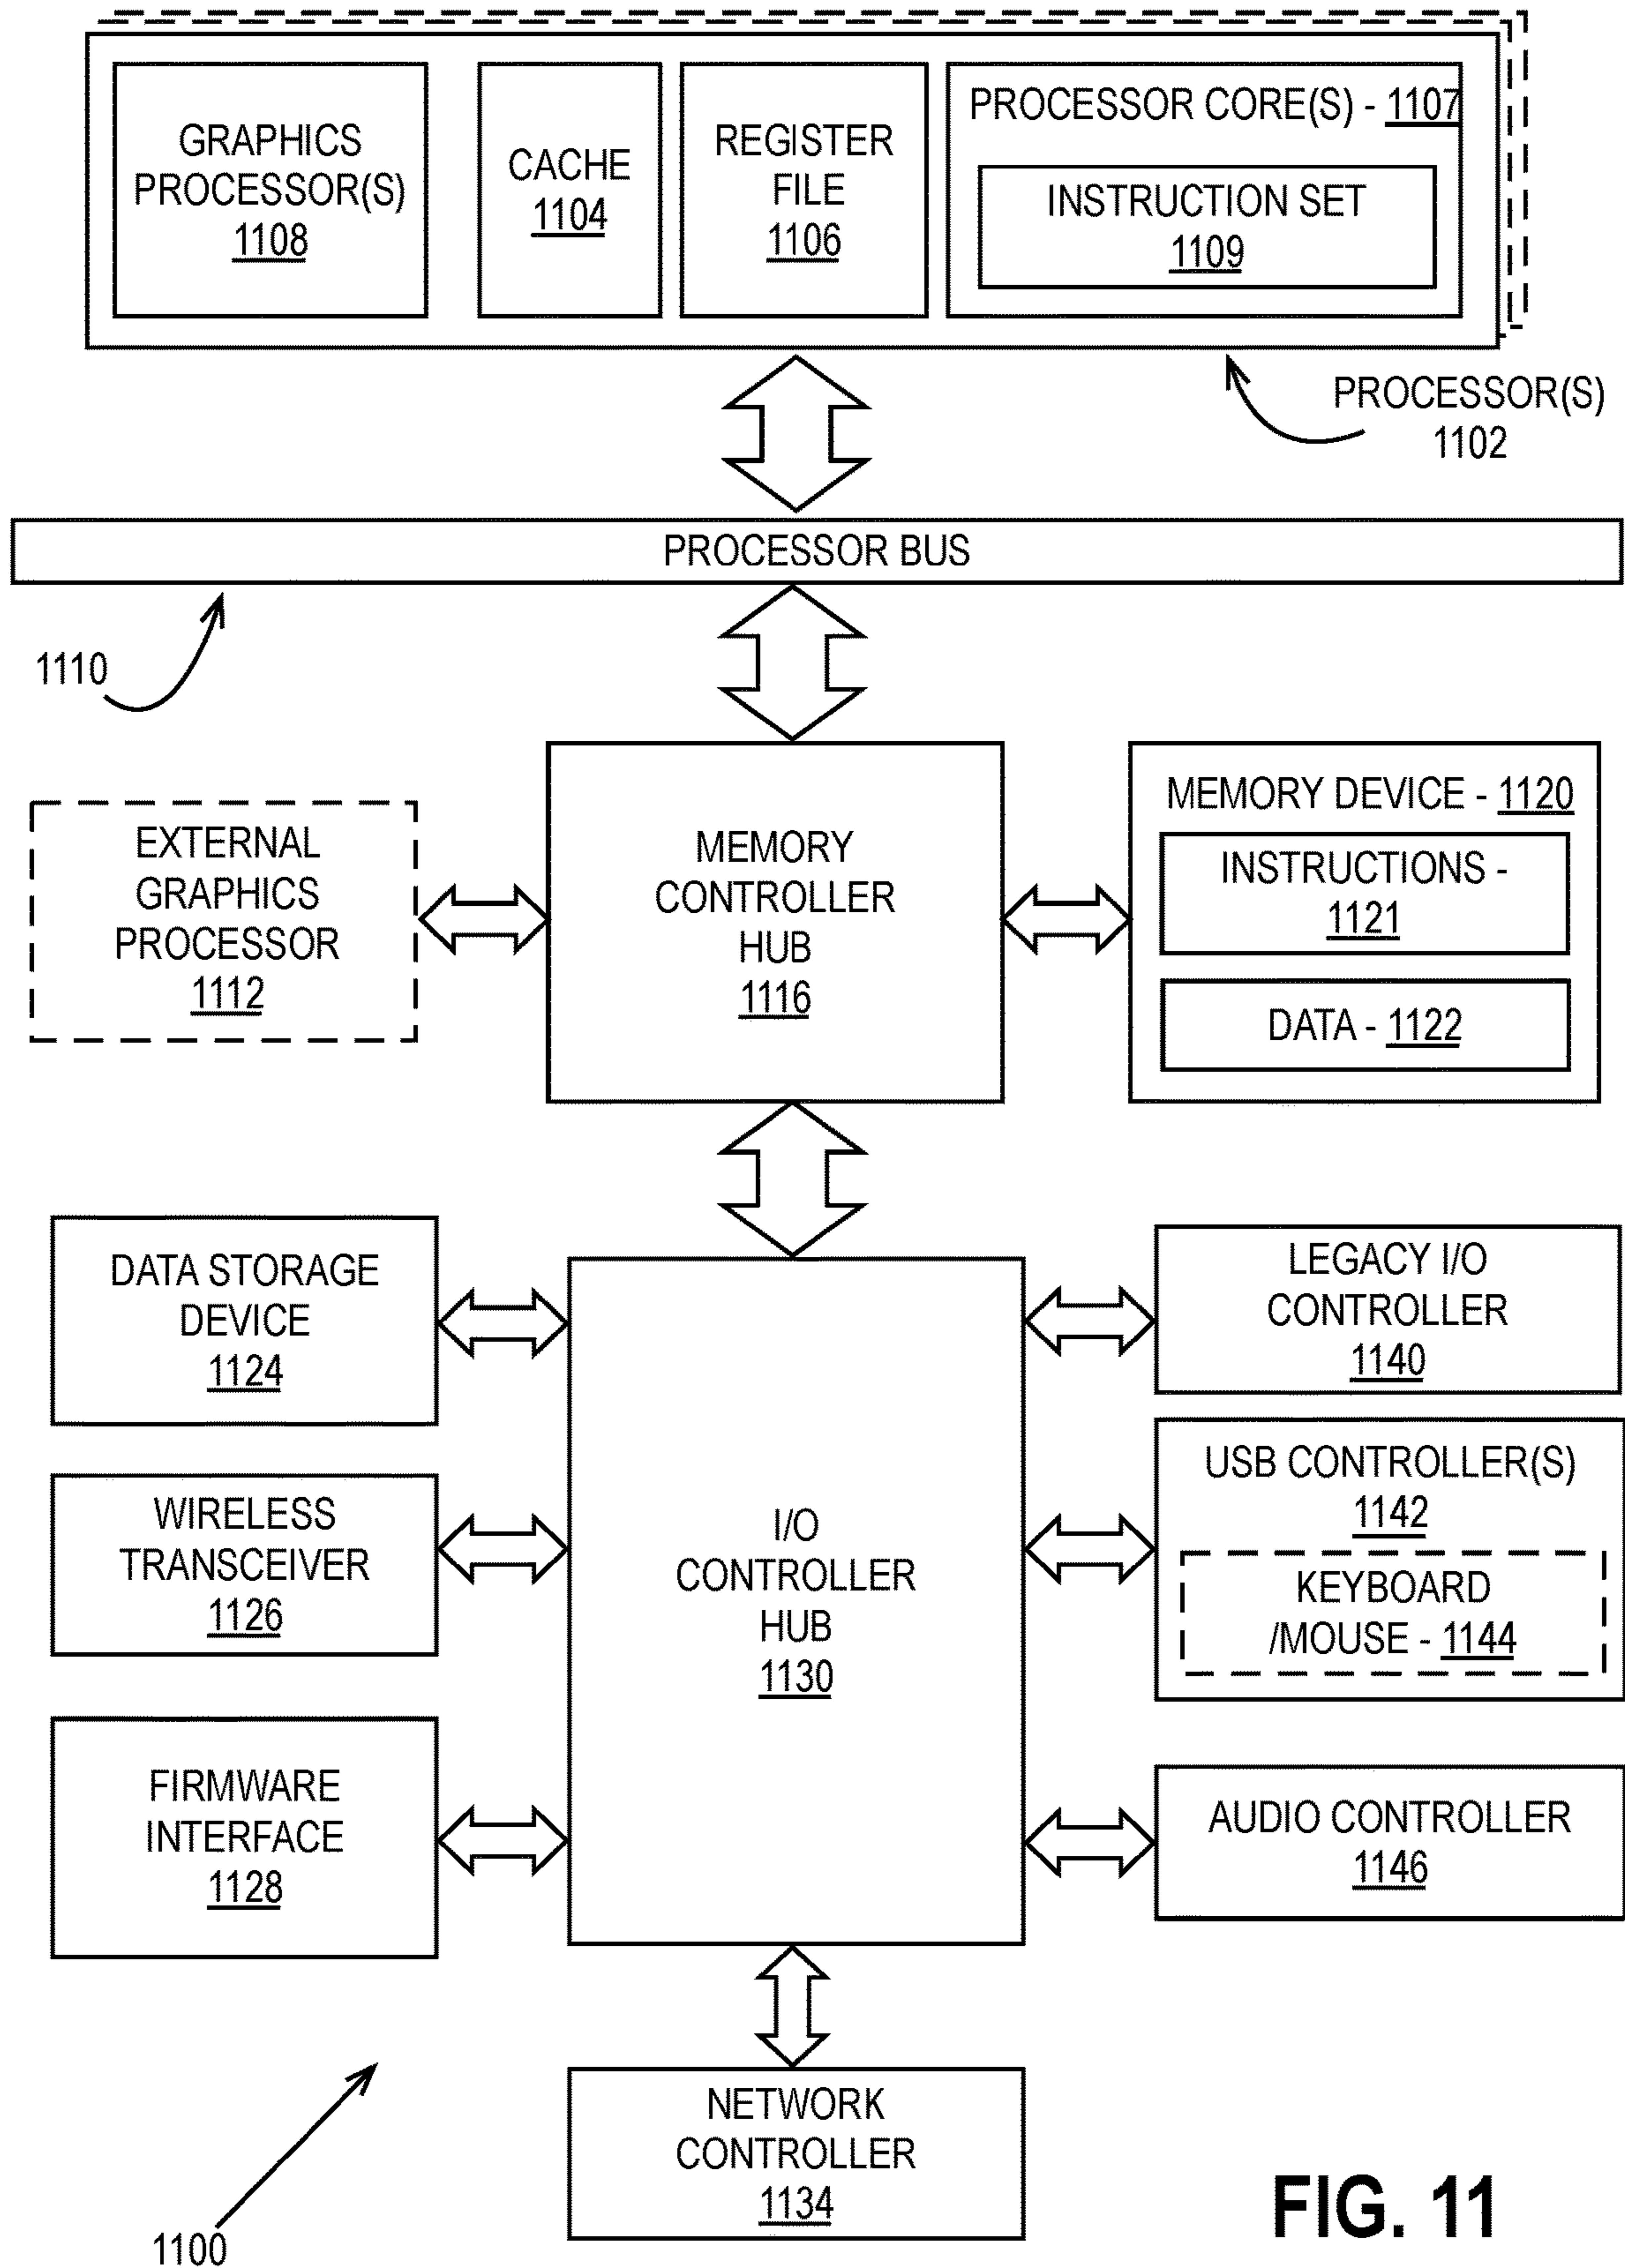 GRAPHICS
PROCESSOR(S)
1108
CACHE
1104
REGISTER
FILE
1106
PROCESSOR CORE(S) - 1107
INSTRUCTION SET
1109
PROCESSOR(S)
1102
PROCESSOR BUS
1110
EXTERNAL
GRAPHICS
PROCESSOR
1112
MEMORY
CONTROLLER
HUB
1116
MEMORY DEVICE - 1120
INSTRUCTIONS -
1121
DATA - 1122
DATA STORAGE
DEVICE
1124
WIRELESS
TRANSCEIVER
1126
FIRMWARE
INTERFACE
1128
I/O
CONTROLLER
HUB
1130
LEGACY I/O
CONTROLLER
1140
USB CONTROLLER(S)
1142
KEYBOARD
/MOUSE - 1144
AUDIO CONTROLLER
1146
NETWORK
CONTROLLER
1134
1100
FIG. 11